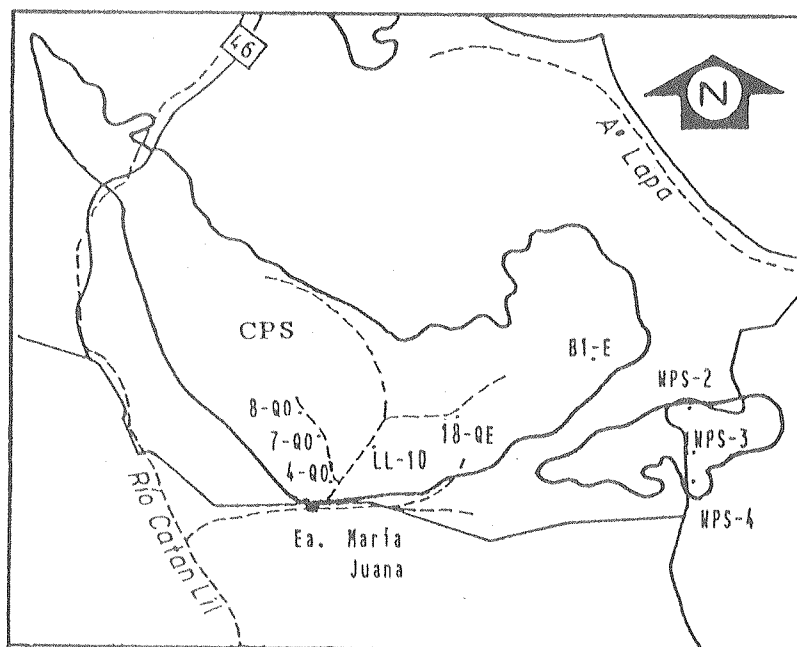 46
N
Aº Lapa
CPS
B1-E
WPS-2
8-QO
7-QO
18-QE
WPS-3
LL-10
4-QO
WPS-4
Ea. María
Juana
Río Catan Lil